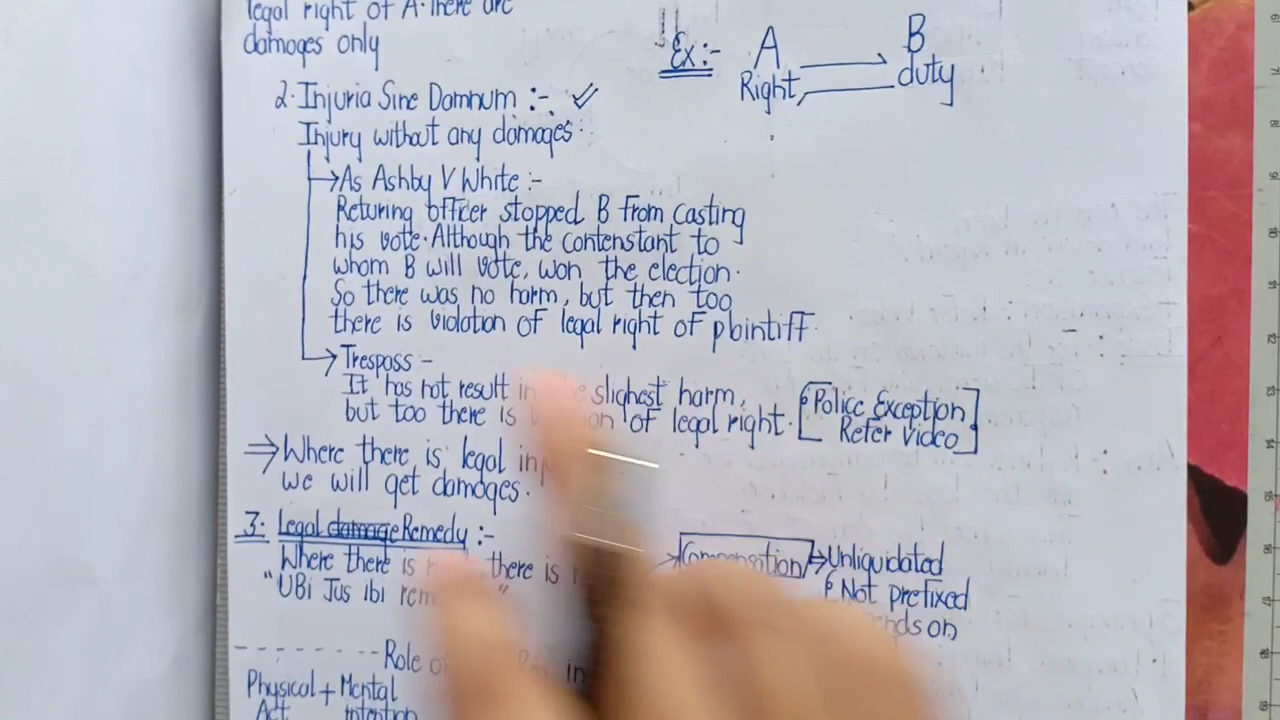 legal right of A. There are
damages only
Ex:- A B
Right duty
2. Injuria Sine Damnum :-
Injury without any damages
As Ashby V White :-
Returing officer stopped B from casting
his vote. Although the contenstant to
whom B will vote, won the election.
So there was no harm, but then too
there is violation of legal right of plaintiff.
Trespass -
It has not result in slighest harm,
but too there is of legal right. [Police Exception
Refer Video]
⇒ Where there is legal
we will get damages.
3. Legal damage Remedy :-
Where there is there is
"UBi Jus ibi
Compensation ⇒ Unliquidated
Not prefixed
on
Role in
Physical + Mental
Act intention